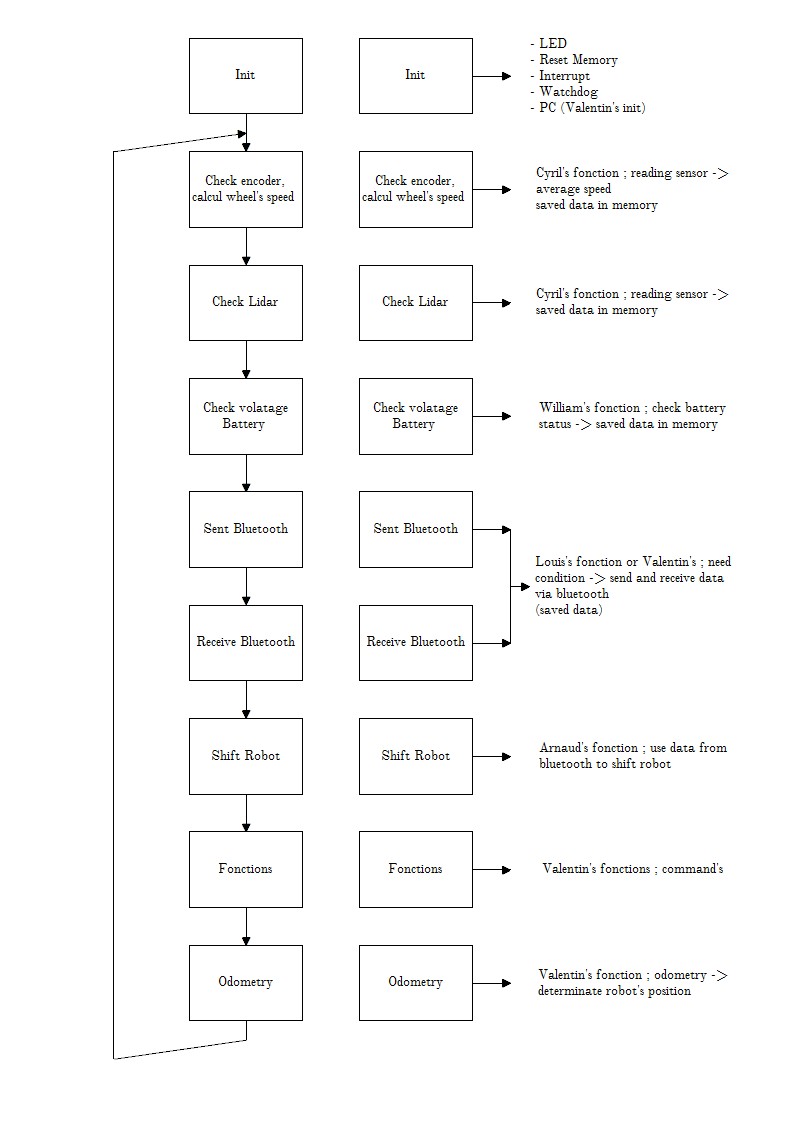 Init
Init
- LED
- Reset Memory
- Interrupt
- Watchdog
- PC (Valentin's init)
Check encoder,
calcul wheel's speed
Check encoder,
calcul wheel's speed
Cyril's fonction ; reading sensor ->
average speed
saved data in memory
Check Lidar
Check Lidar
Cyril's fonction ; reading sensor ->
saved data in memory
Check volatage
Battery
Check volatage
Battery
William's fonction ; check battery
status -> saved data in memory
Sent Bluetooth
Sent Bluetooth
Louis's fonction or Valentin's ; need
condition -> send and receive data
via bluetooth
(saved data)
Receive Bluetooth
Receive Bluetooth
Shift Robot
Shift Robot
Arnaud's fonction ; use data from
bluetooth to shift robot
Fonctions
Fonctions
Valentin's fonctions ; command's
Odometry
Odometry
Valentin's fonction ; odometry ->
determinate robot's position